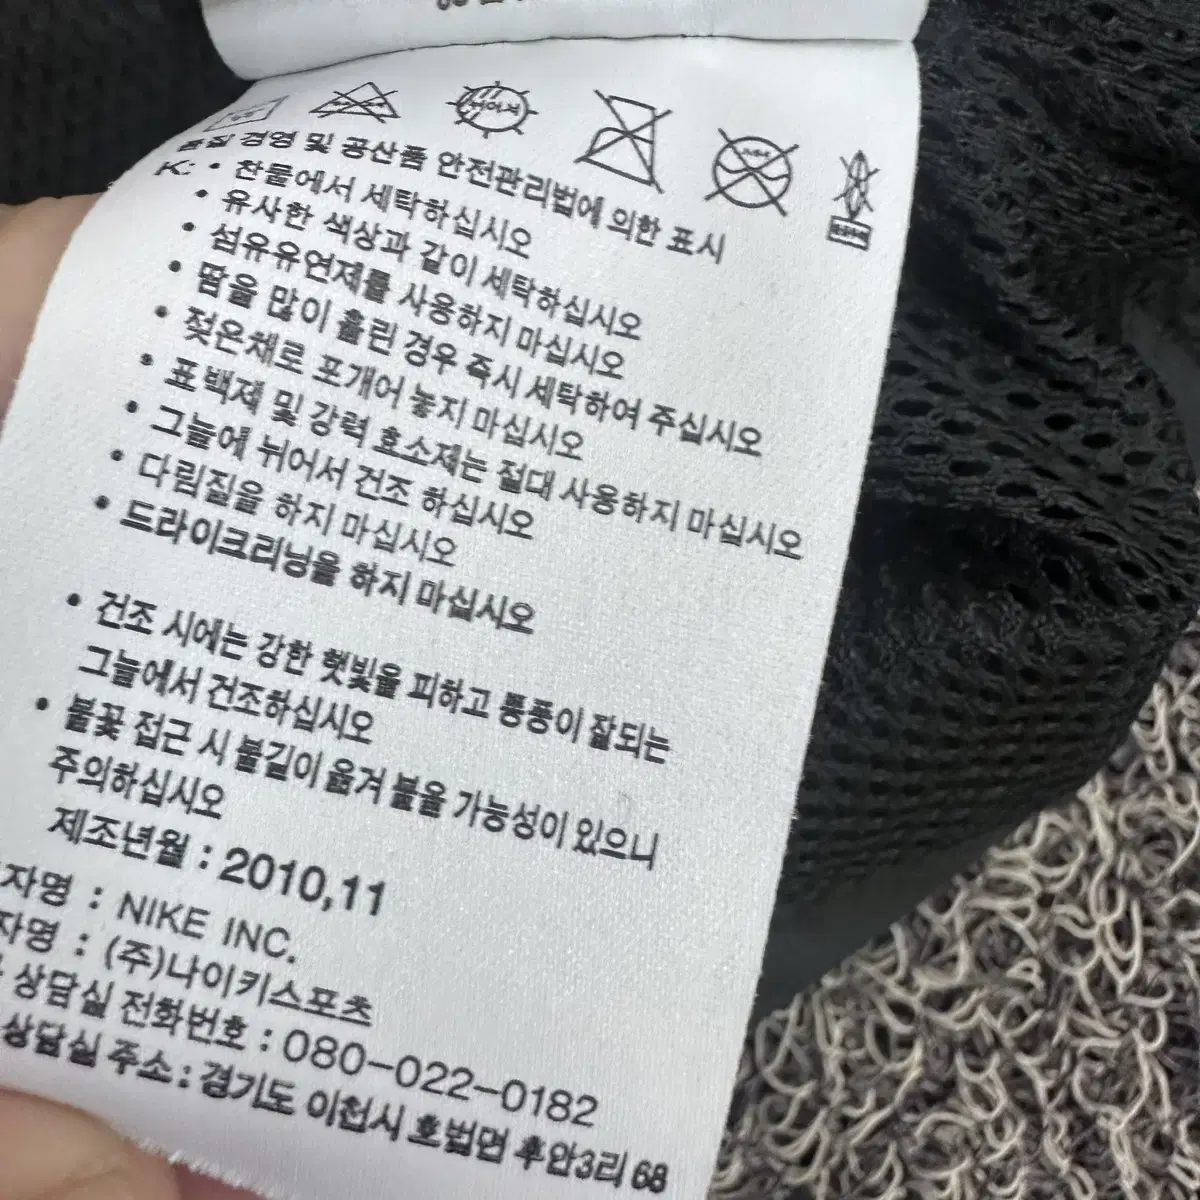 품질 경영 및 공산품 안전관리법에 의한 표시
K: • 찬물에서 세탁하십시오
• 유사한 색상과 같이 세탁하십시오
• 섬유유연제를 사용하지 마십시오
• 땀을 많이 흘린 경우 즉시 세탁하여 주십시오
• 젖은채로 포개어 놓지 마십시오
• 표백제 및 강력 효소제는 절대 사용하지 마십시오
• 그늘에 뉘어서 건조 하십시오
• 다림질을 하지 마십시오
• 드라이크리닝을 하지 마십시오
• 건조 시에는 강한 햇빛을 피하고 통풍이 잘되는
그늘에서 건조하십시오
• 불꽃 접근 시 불길이 옮겨 붙을 가능성이 있으니
주의하십시오
제조년월 : 2010,11
자명 : NIKE INC.
자명 : (주)나이키스포츠
상담실 전화번호 : 080-022-0182
상담실 주소 : 경기도 이천시 호법면 후안3리 68